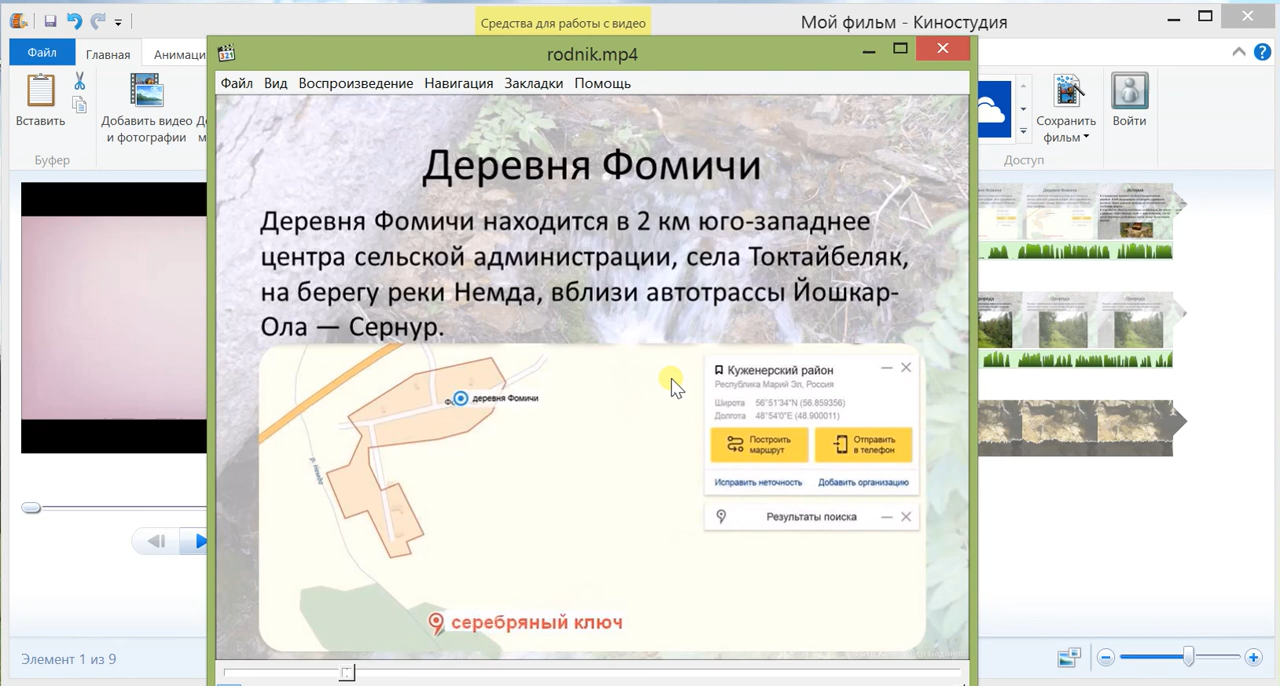 Средства для работы с видео
Мой фильм - Киностудия
Файл
Главная
Анимаци
rodnik.mp4
Файл Вид Воспроизведение Навигация Закладки Помощь
Вставить
Добавить видео
и фотографии
Буфер
Сохранить
фильм
Войти
Доступ
Деревня Фомичи
Деревня Фомичи находится в 2 км юго-западнее
центра сельской администрации, села Токтайбеляк,
на берегу реки Немда, вблизи автотрассы Йошкар-
Ола — Сернур.
деревня Фомичи
р. Немда
серебряный ключ
Куженерский район
Республика Марий Эл, Россия
Широта 56°51'34"N (56.859356)
Долгота 48°54'0"E (48.900011)
Построить
маршрут
Отправить
в телефон
Исправить неточность Добавить организацию
Результаты поиска
Элемент 1 из 9